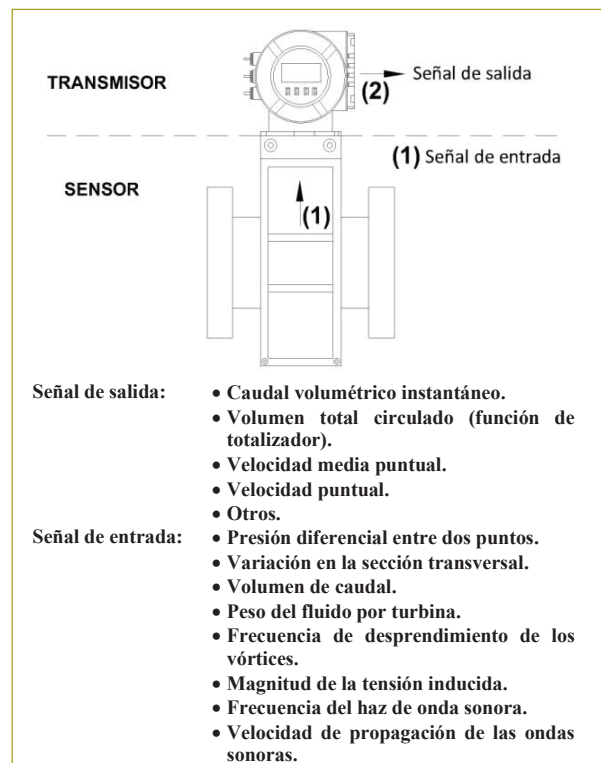 TRANSMISOR
(2)
Señal de salida
(1) Señal de entrada
SENSOR
(1)
Señal de salida:
• Caudal volumétrico instantáneo.
• Volumen total circulado (función de
totalizador).
• Velocidad media puntual.
• Velocidad puntual.
• Otros.
Señal de entrada:
• Presión diferencial entre dos puntos.
• Variación en la sección transversal.
• Volumen de caudal.
• Peso del fluido por turbina.
• Frecuencia de desprendimiento de los
vórtices.
• Magnitud de la tensión inducida.
• Frecuencia del haz de onda sonora.
• Velocidad de propagación de las ondas
sonoras.